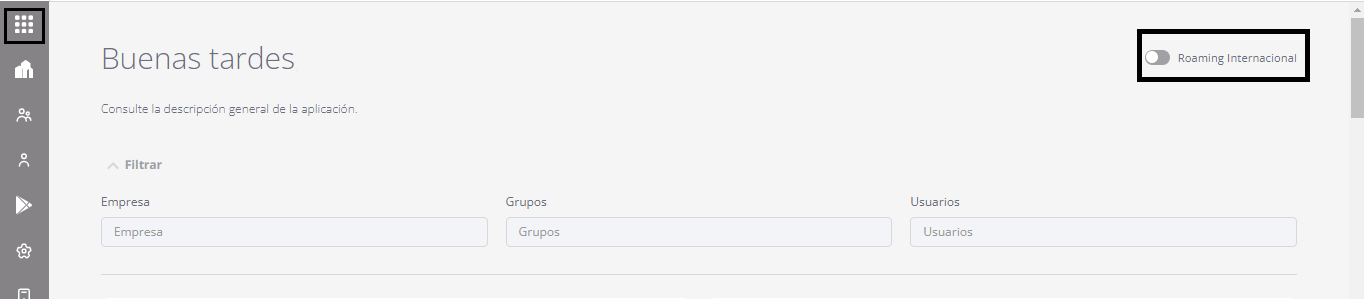 Buenas tardes
Roaming Internacional
Consulte la descripción general de la aplicación.
Filtrar
Empresa
Grupos
Usuarios
Empresa
Grupos
Usuarios